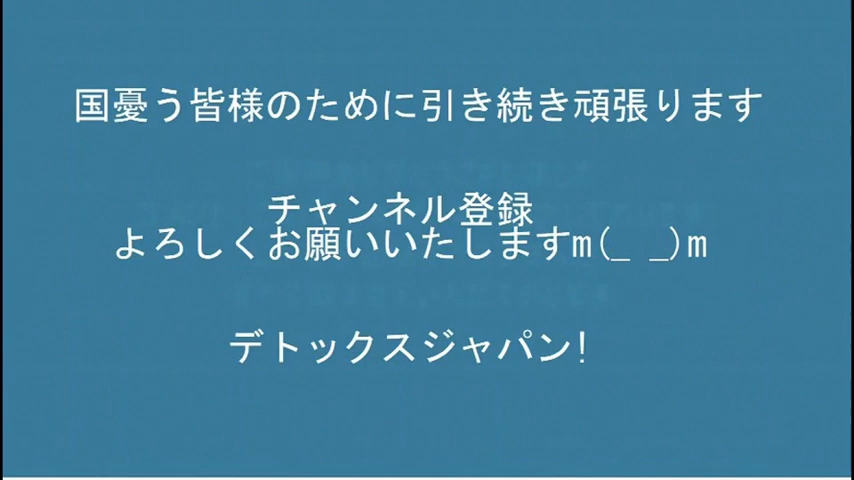 国憂う皆様のために引き続き頑張ります
チャンネル登録
よろしくお願いいたしますm(_ _)m
デトックスジャパン!